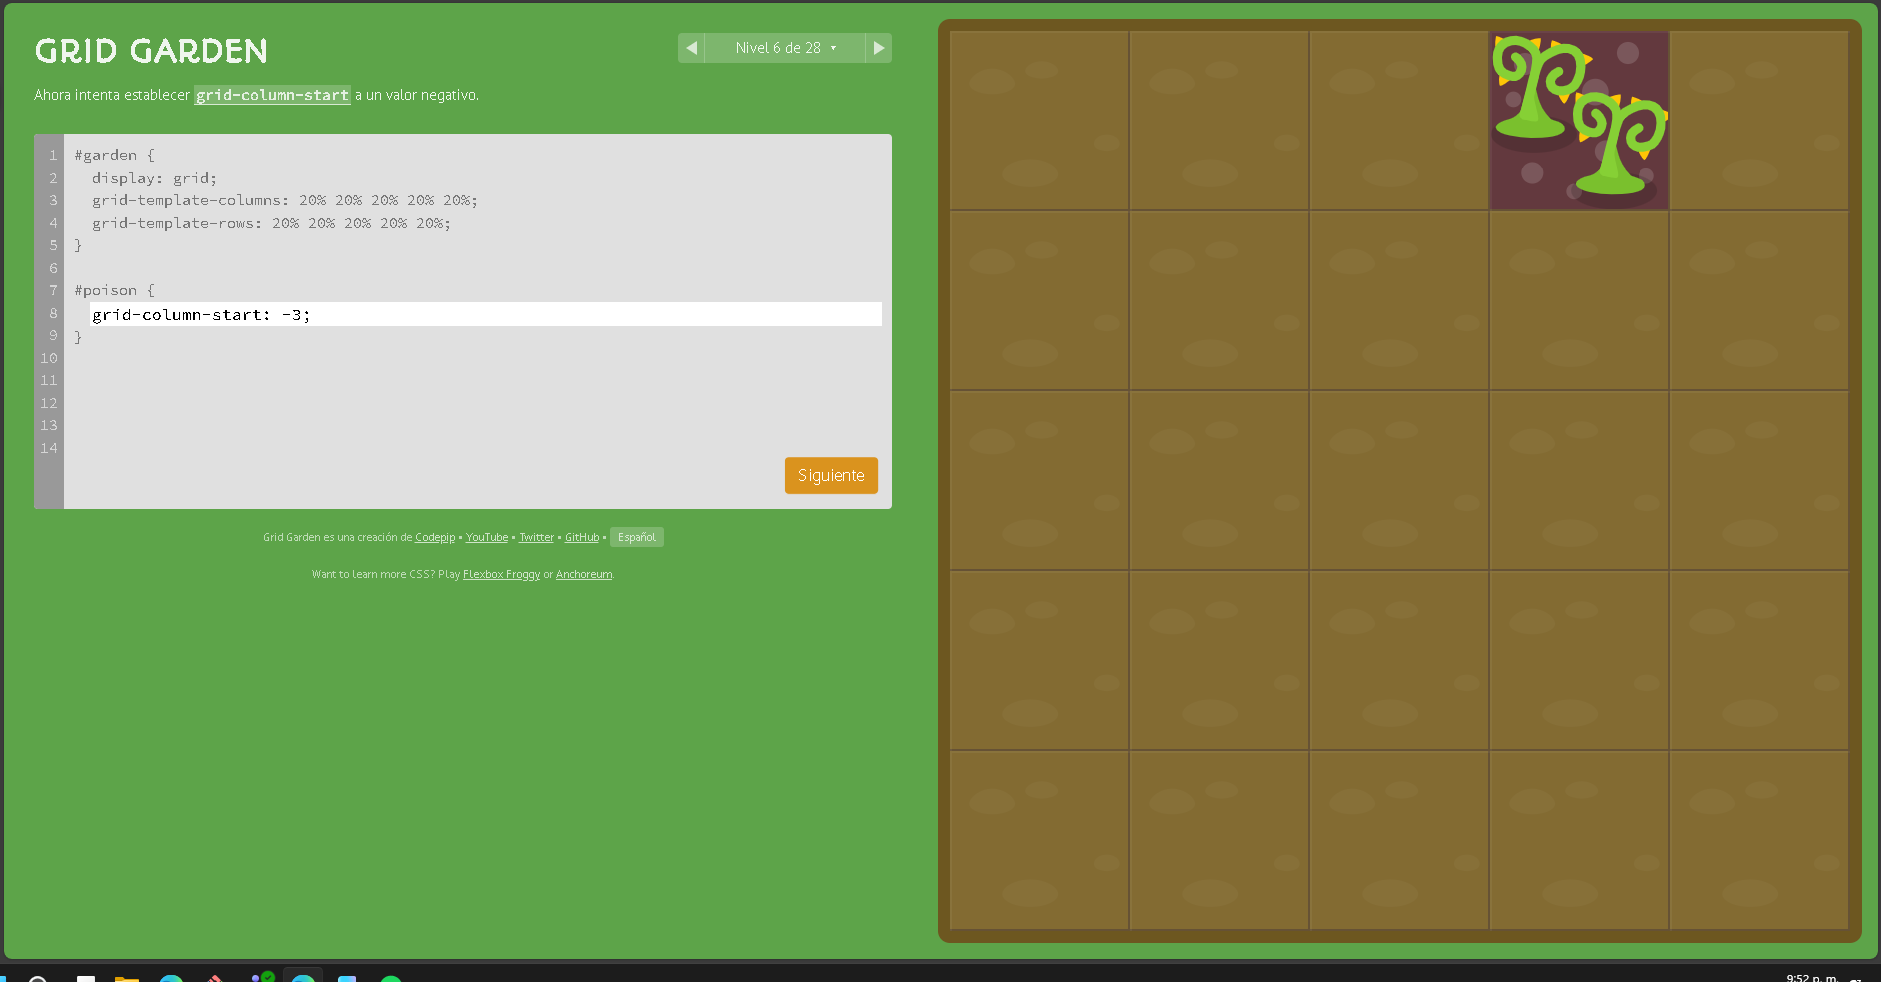 GRID GARDEN
Nivel 6 de 28 ▾
Ahora intenta establecer grid-column-start a un valor negativo.
1 #garden {
2 display: grid;
3 grid-template-columns: 20% 20% 20% 20% 20%;
4 grid-template-rows: 20% 20% 20% 20% 20%;
5 }
6
7 #poison {
8 grid-column-start: -3;
9 }
10
11
12
13
14
Siguiente
Grid Garden es una creación de Codepip • YouTube • Twitter • GitHub • Español
Want to learn more CSS? Play Flexbox Froggy or Anchoreum.
9:52 p. m.